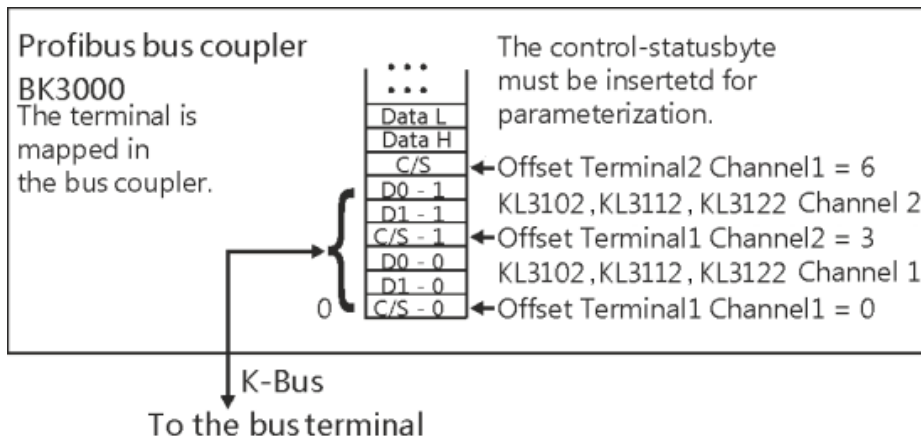 Profibus bus coupler
BK3000
The terminal is
mapped in
the bus coupler.
The control-statusbyte
must be insertetd for
parameterization.
Data L
Data H
C/S
D0 - 1
D1 - 1
C/S - 1
D0 - 0
D1 - 0
C/S - 0
0
Offset Terminal2 Channel1 = 6
KL3102 ,KL3112 , KL3122 Channel 2
Offset Terminal1 Channel2 = 3
KL3102 ,KL3112 , KL3122 Channel 1
Offset Terminal1 Channel1 = 0
K-Bus
To the bus terminal